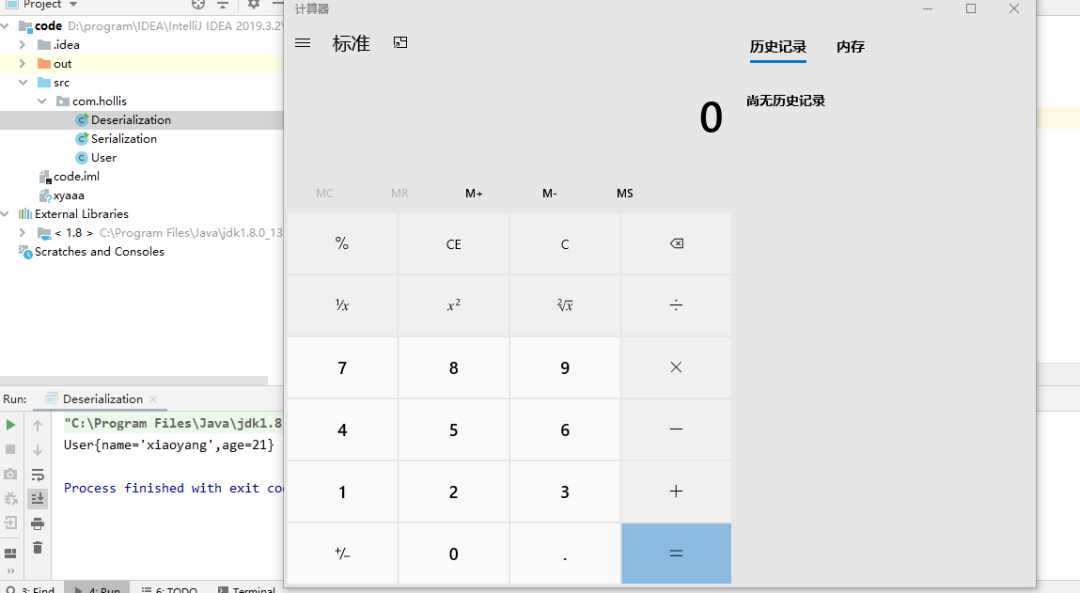 Project
code D:\program\IDEA\IntelliJ IDEA 2019.3.2\
.idea
out
src
com.hollis
Deserialization
Serialization
User
code.iml
xyaaa
External Libraries
< 1.8 > C:\Program Files\Java\jdk1.8.0_13
Scratches and Consoles
Run: Deserialization
"C:\Program Files\Java\jdk1.8
User{name='xiaoyang',age=21}
Process finished with exit co
3: Find 4: Run 6: TODO Terminal
计算器
标准
历史记录 内存
尚无历史记录
0
MC MR M+ M- MS
% CE C
¹/x x² ²√x ÷
7 8 9 ×
4 5 6 −
1 2 3 +
+/− 0 . =